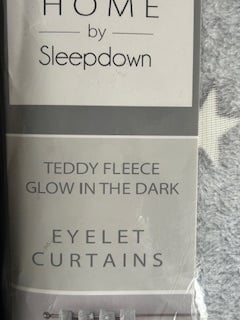 HOME
by
Sleepdown
TEDDY FLEECE
GLOW IN THE DARK
EYELET
CURTAINS